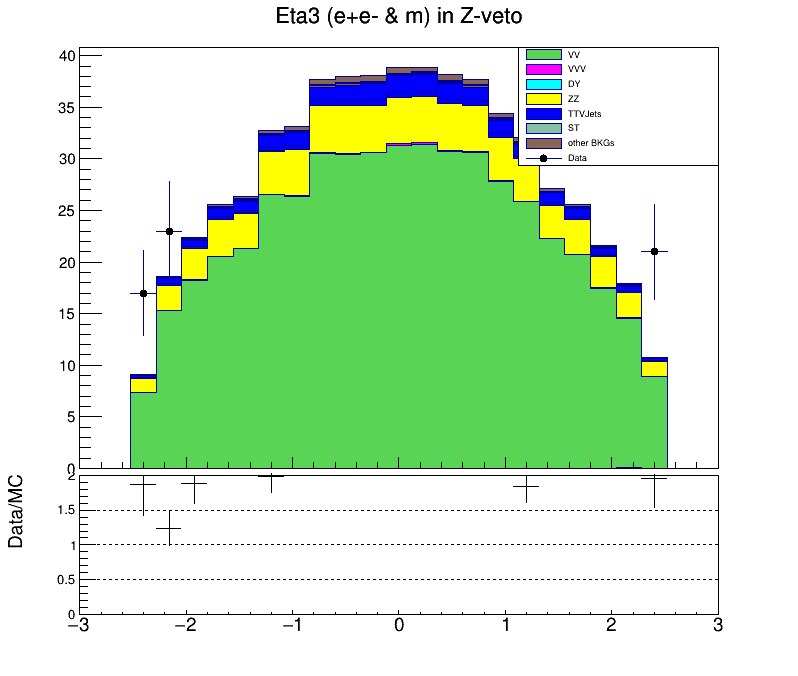 Eta3 (e+e- & m) in Z-veto
40
35
30
25
20
15
10
5
0
VV
VVV
DY
ZZ
TTVJets
ST
other BKGs
Data
Data/MC
2
1.5
1
0.5
0
−3 −2 −1 0 1 2 3